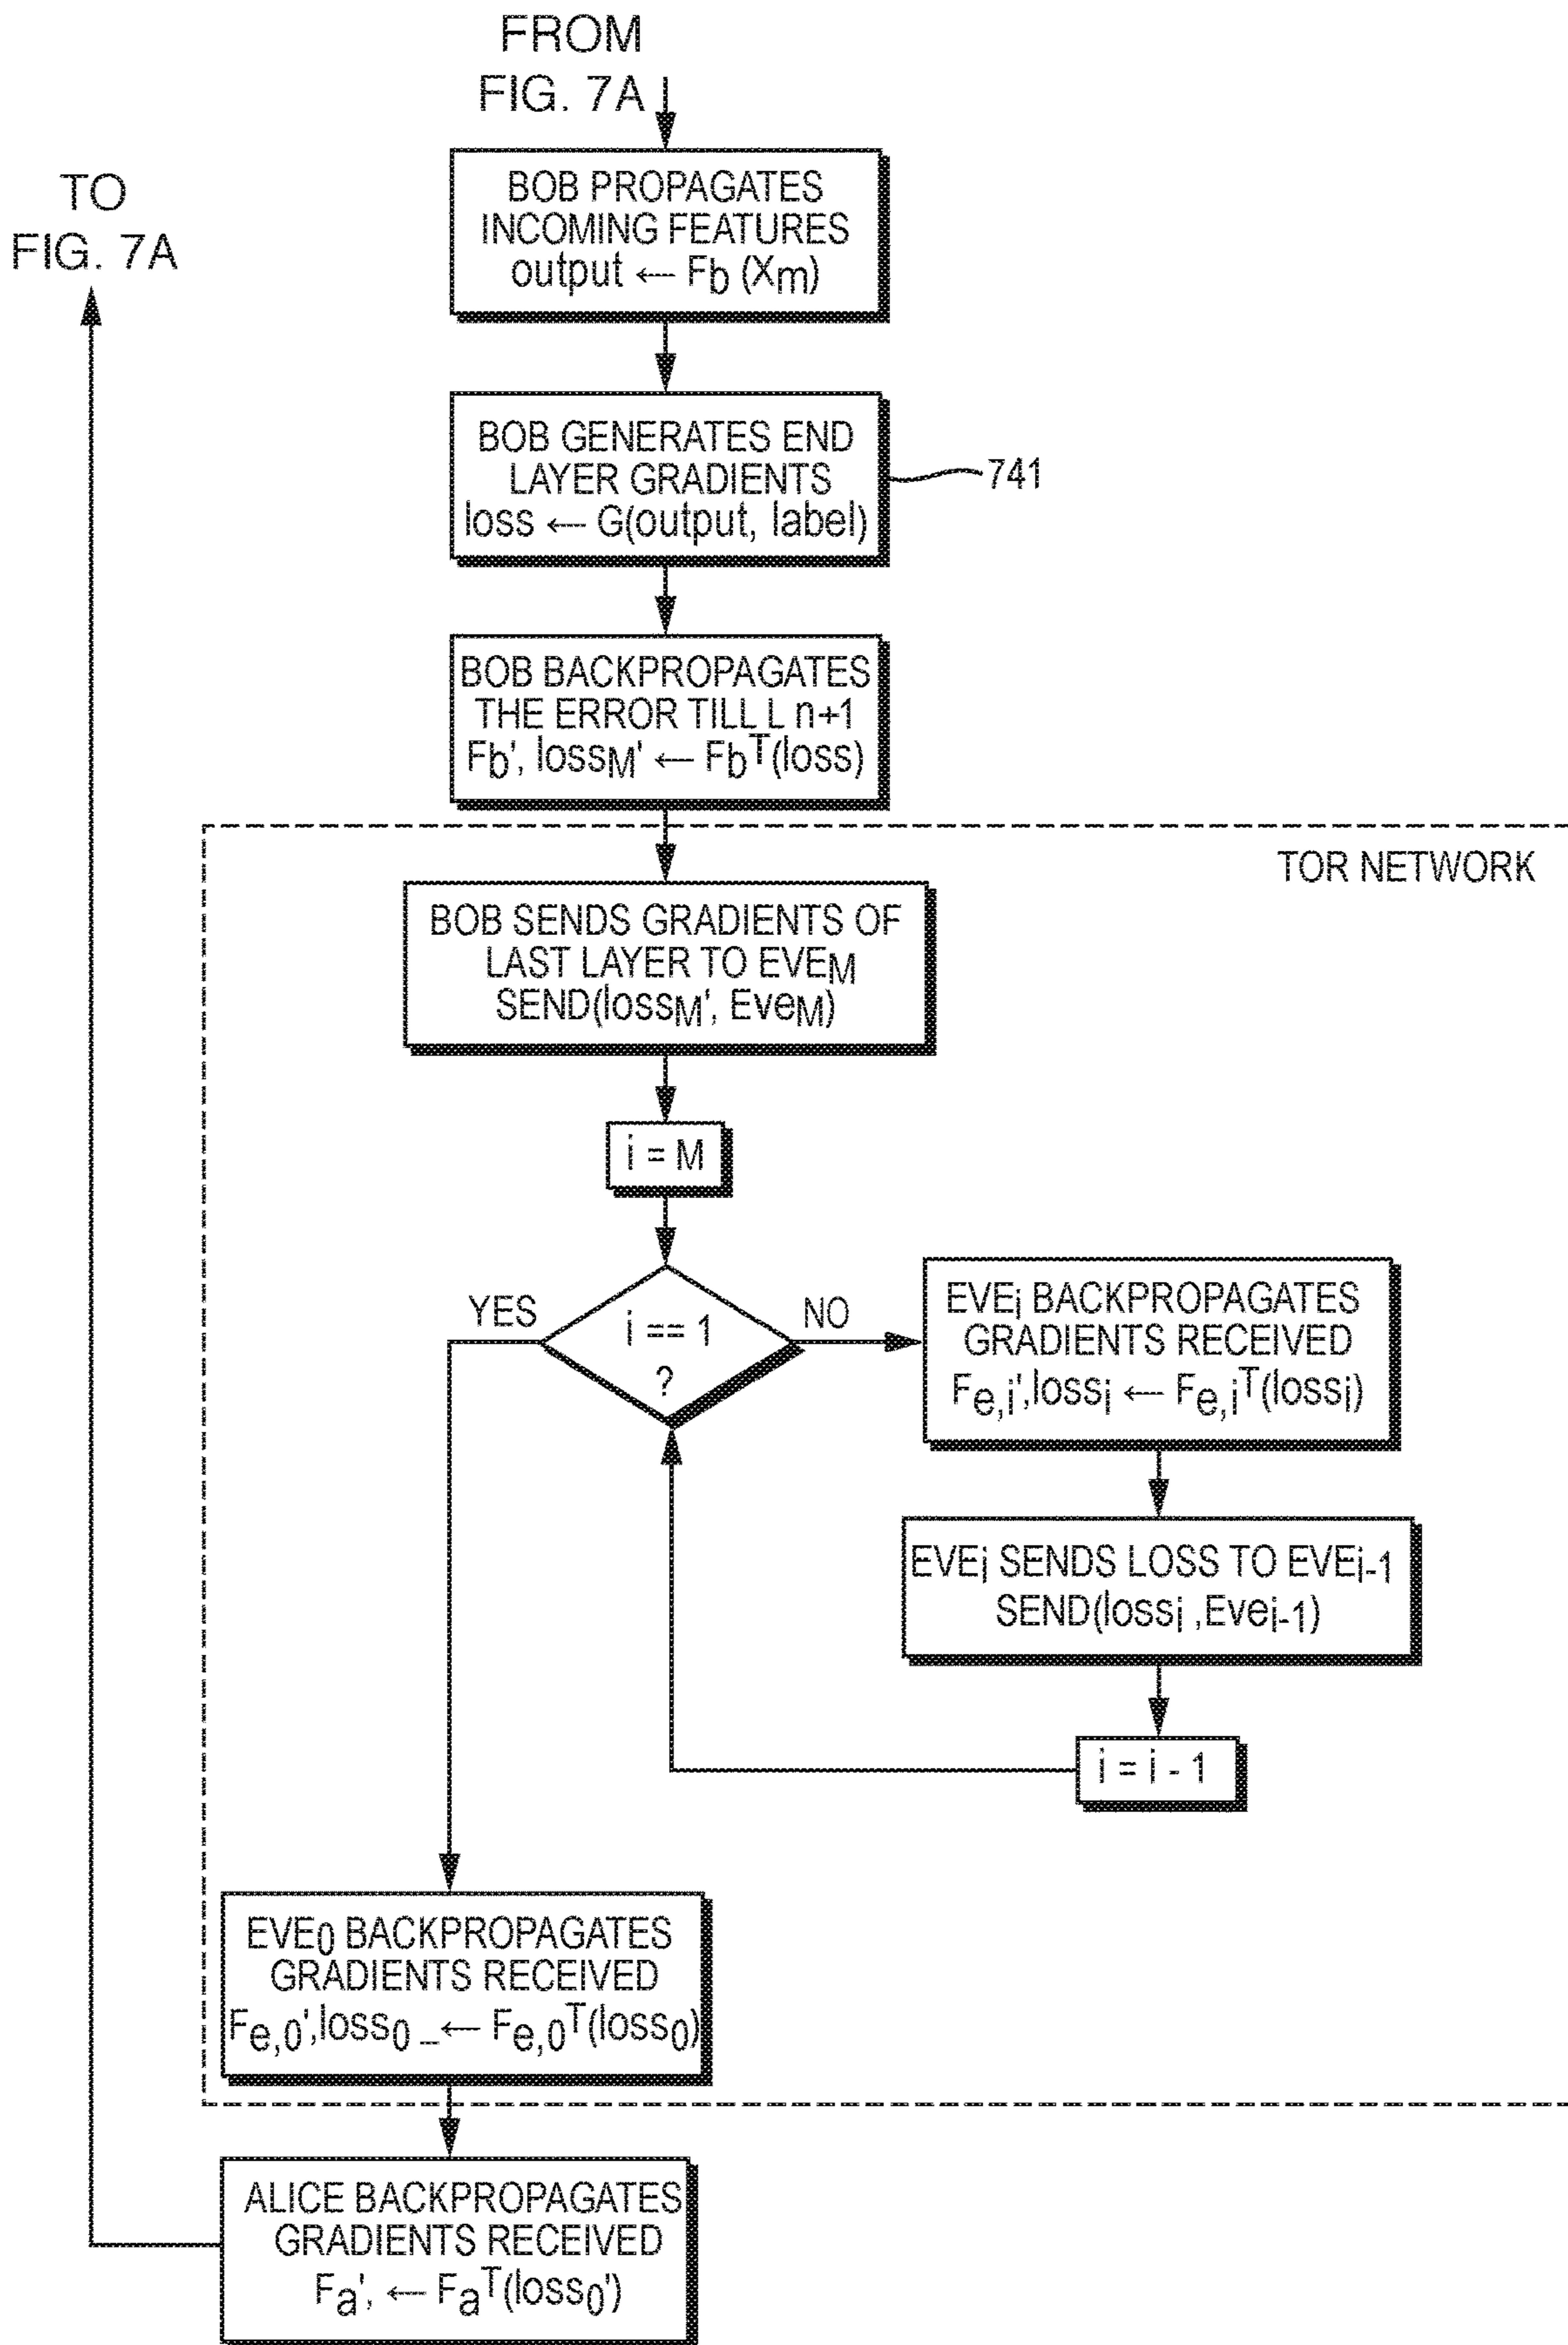 FROM
FIG. 7A
TO
FIG. 7A
BOB PROPAGATES
INCOMING FEATURES
output ← Fb (Xm)
BOB GENERATES END
LAYER GRADIENTS
loss ← G(output, label)
741
BOB BACKPROPAGATES
THE ERROR TILL L n+1
Fb', lossM' ← FbT(loss)
TOR NETWORK
BOB SENDS GRADIENTS OF
LAST LAYER TO EVEM
SEND(lossM', EveM)
i = M
YES
i == 1
?
NO
EVEi BACKPROPAGATES
GRADIENTS RECEIVED
Fe,i',lossi ← Fe,iT(lossi)
EVEi SENDS LOSS TO EVEi-1
SEND(lossi ,Evei-1)
i = i - 1
EVE0 BACKPROPAGATES
GRADIENTS RECEIVED
Fe,0',loss0 _ ← Fe,0T(loss0)
ALICE BACKPROPAGATES
GRADIENTS RECEIVED
Fa', ← FaT(loss0')